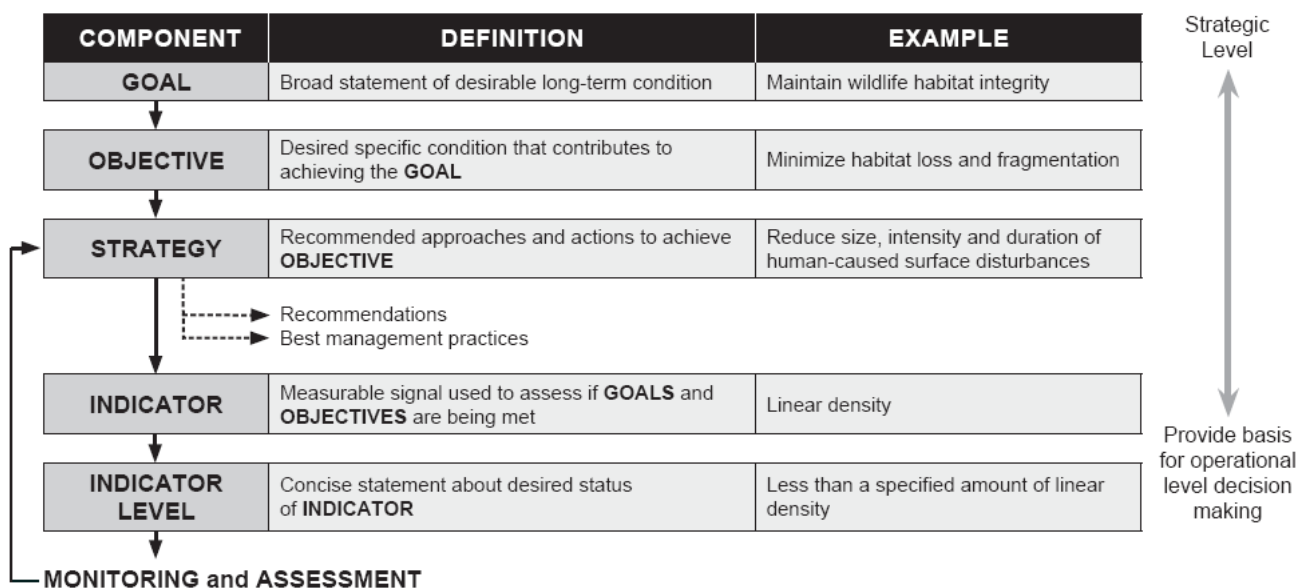 COMPONENT DEFINITION EXAMPLE
Strategic
Level
GOAL Broad statement of desirable long-term condition Maintain wildlife habitat integrity
OBJECTIVE
Desired specific condition that contributes to
achieving the GOAL
Minimize habitat loss and fragmentation
STRATEGY
Recommended approaches and actions to achieve
OBJECTIVE
Reduce size, intensity and duration of
human-caused surface disturbances
Recommendations
Best management practices
INDICATOR
Measurable signal used to assess if GOALS and
OBJECTIVES are being met
Linear density
INDICATOR
LEVEL
Concise statement about desired status
of INDICATOR
Less than a specified amount of linear
density
Provide basis
for operational
level decision
making
MONITORING and ASSESSMENT